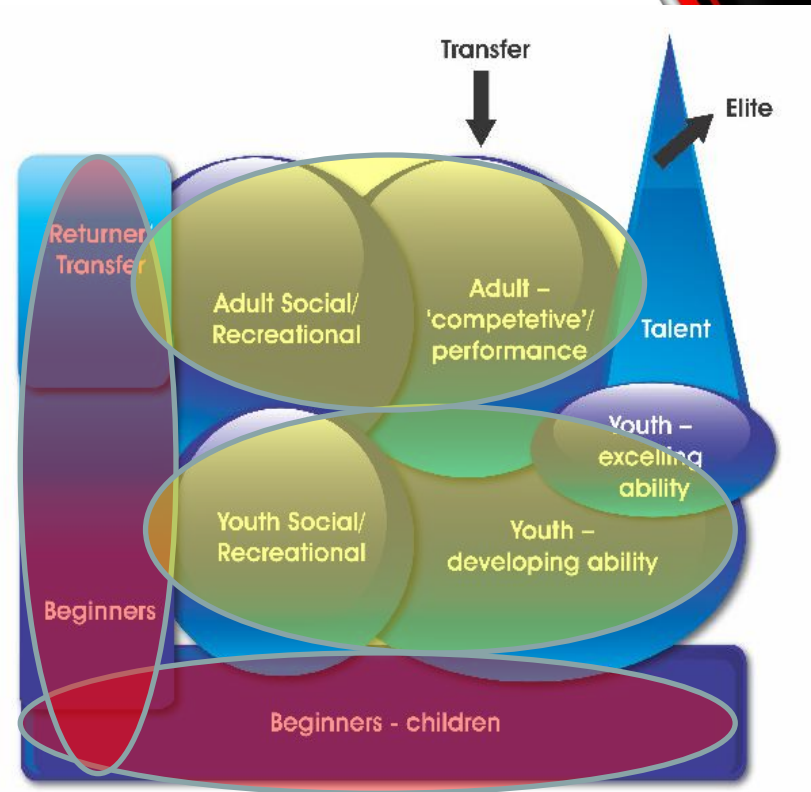 Transfer
Elite
Returner/
Transfer
Adult Social/
Recreational
Adult –
'competetive'/
performance
Talent
Youth –
excelling
ability
Youth Social/
Recreational
Youth –
developing ability
Beginners
Beginners - children